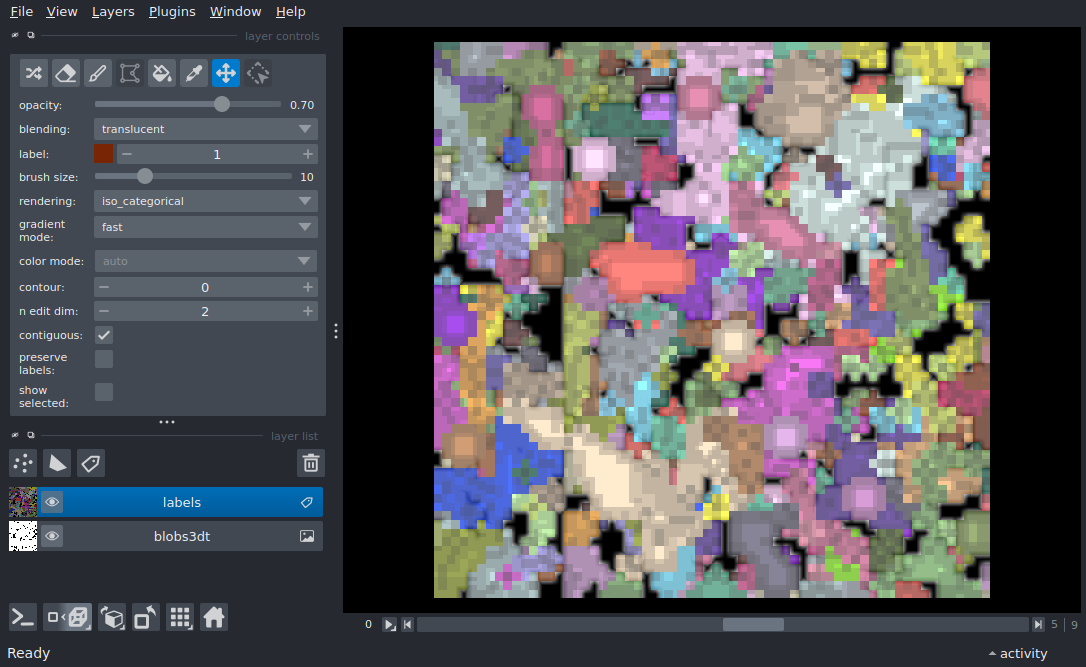 File View Layers Plugins Window Help
layer controls
opacity: 0.70
blending: translucent
label: 1
brush size: 10
rendering: iso_categorical
gradient
mode: fast
color mode: auto
contour: 0
n edit dim: 2
contiguous:
preserve
labels:
show
selected:
layer list
labels
blobs3dt
0 5 | 9
Ready activity